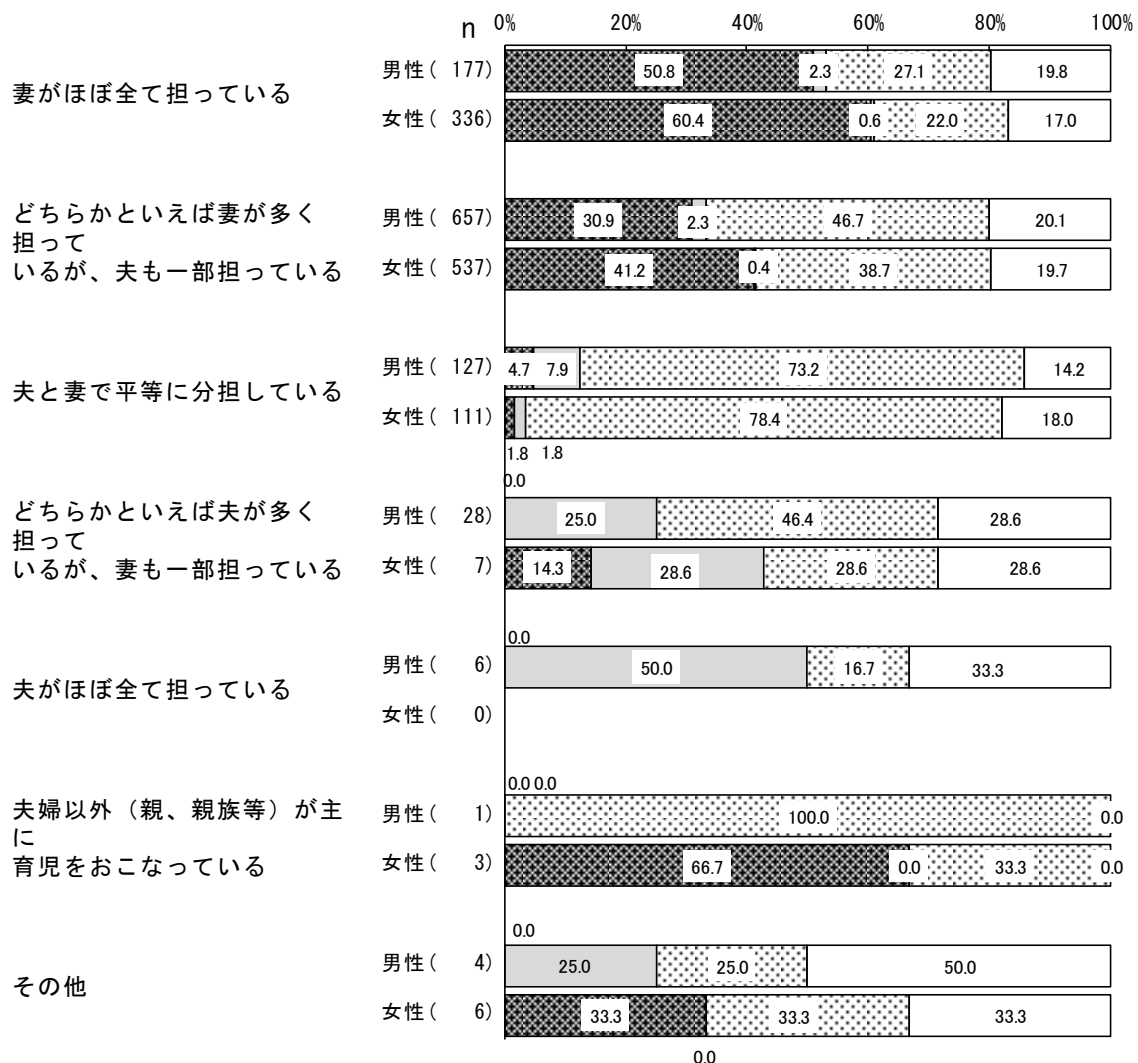 n 0% 20% 40% 60% 80% 100%
妻がほぼ全て担っている
男性( 177) 50.8 2.3 27.1 19.8
女性( 336) 60.4 0.6 22.0 17.0
どちらかといえば妻が多く
担って
いるが、夫も一部担っている
男性( 657) 30.9 2.3 46.7 20.1
女性( 537) 41.2 0.4 38.7 19.7
夫と妻で平等に分担している
男性( 127) 4.7 7.9 73.2 14.2
女性( 111) 78.4 18.0
1.8 1.8
0.0
どちらかといえば夫が多く
担って
いるが、妻も一部担っている
男性( 28) 25.0 46.4 28.6
女性( 7) 14.3 28.6 28.6 28.6
0.0
夫がほぼ全て担っている
男性( 6) 50.0 16.7 33.3
女性( 0)
0.0 0.0
夫婦以外（親、親族等）が主
に
育児をおこなっている
男性( 1) 100.0 0.0
女性( 3) 66.7 0.0 33.3 0.0
0.0
その他
男性( 4) 25.0 25.0 50.0
女性( 6) 33.3 33.3 33.3
0.0